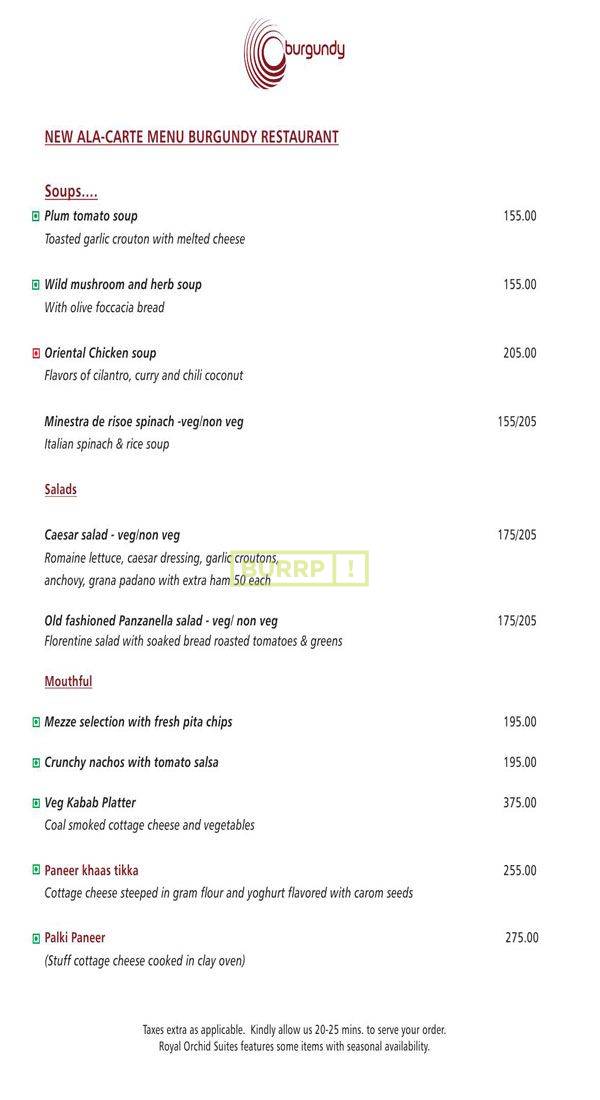 burgundy
NEW ALA-CARTE MENU BURGUNDY RESTAURANT
Soups....
Plum tomato soup 155.00
Toasted garlic crouton with melted cheese
Wild mushroom and herb soup 155.00
With olive foccacia bread
Oriental Chicken soup 205.00
Flavors of cilantro, curry and chili coconut
Minestra de risoe spinach -veg/non veg 155/205
Italian spinach & rice soup
Salads
Caesar salad - veg/non veg 175/205
Romaine lettuce, caesar dressing, garlic croutons,
anchovy, grana padano with extra ham 50 each
BURRP !
Old fashioned Panzanella salad - veg/ non veg 175/205
Florentine salad with soaked bread roasted tomatoes & greens
Mouthful
Mezze selection with fresh pita chips 195.00
Crunchy nachos with tomato salsa 195.00
Veg Kabab Platter 375.00
Coal smoked cottage cheese and vegetables
Paneer khaas tikka 255.00
Cottage cheese steeped in gram flour and yoghurt flavored with carom seeds
Palki Paneer 275.00
(Stuff cottage cheese cooked in clay oven)
Taxes extra as applicable. Kindly allow us 20-25 mins. to serve your order.
Royal Orchid Suites features some items with seasonal availability.